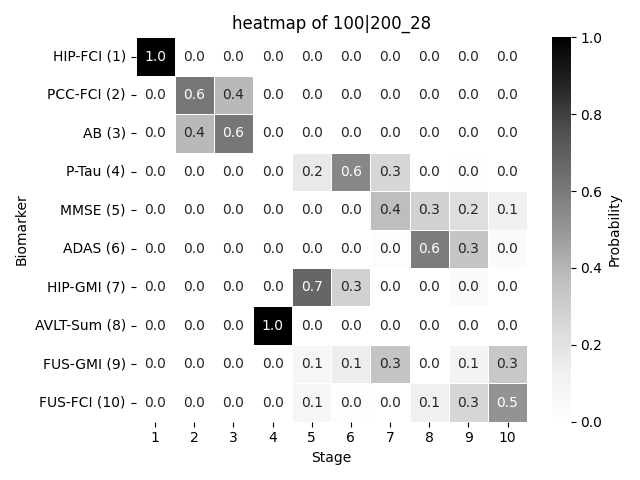 heatmap of 100|200_28
HIP-FCI (1) 1.0 0.0 0.0 0.0 0.0 0.0 0.0 0.0 0.0 0.0
PCC-FCI (2) 0.0 0.6 0.4 0.0 0.0 0.0 0.0 0.0 0.0 0.0
AB (3) 0.0 0.4 0.6 0.0 0.0 0.0 0.0 0.0 0.0 0.0
P-Tau (4) 0.0 0.0 0.0 0.0 0.2 0.6 0.3 0.0 0.0 0.0
MMSE (5) 0.0 0.0 0.0 0.0 0.0 0.0 0.4 0.3 0.2 0.1
ADAS (6) 0.0 0.0 0.0 0.0 0.0 0.0 0.0 0.6 0.3 0.0
HIP-GMI (7) 0.0 0.0 0.0 0.0 0.7 0.3 0.0 0.0 0.0 0.0
AVLT-Sum (8) 0.0 0.0 0.0 1.0 0.0 0.0 0.0 0.0 0.0 0.0
FUS-GMI (9) 0.0 0.0 0.0 0.0 0.1 0.1 0.3 0.0 0.1 0.3
FUS-FCI (10) 0.0 0.0 0.0 0.0 0.1 0.0 0.0 0.1 0.3 0.5
1 2 3 4 5 6 7 8 9 10
Stage
Biomarker
1.0
0.8
0.6
0.4
0.2
0.0
Probability